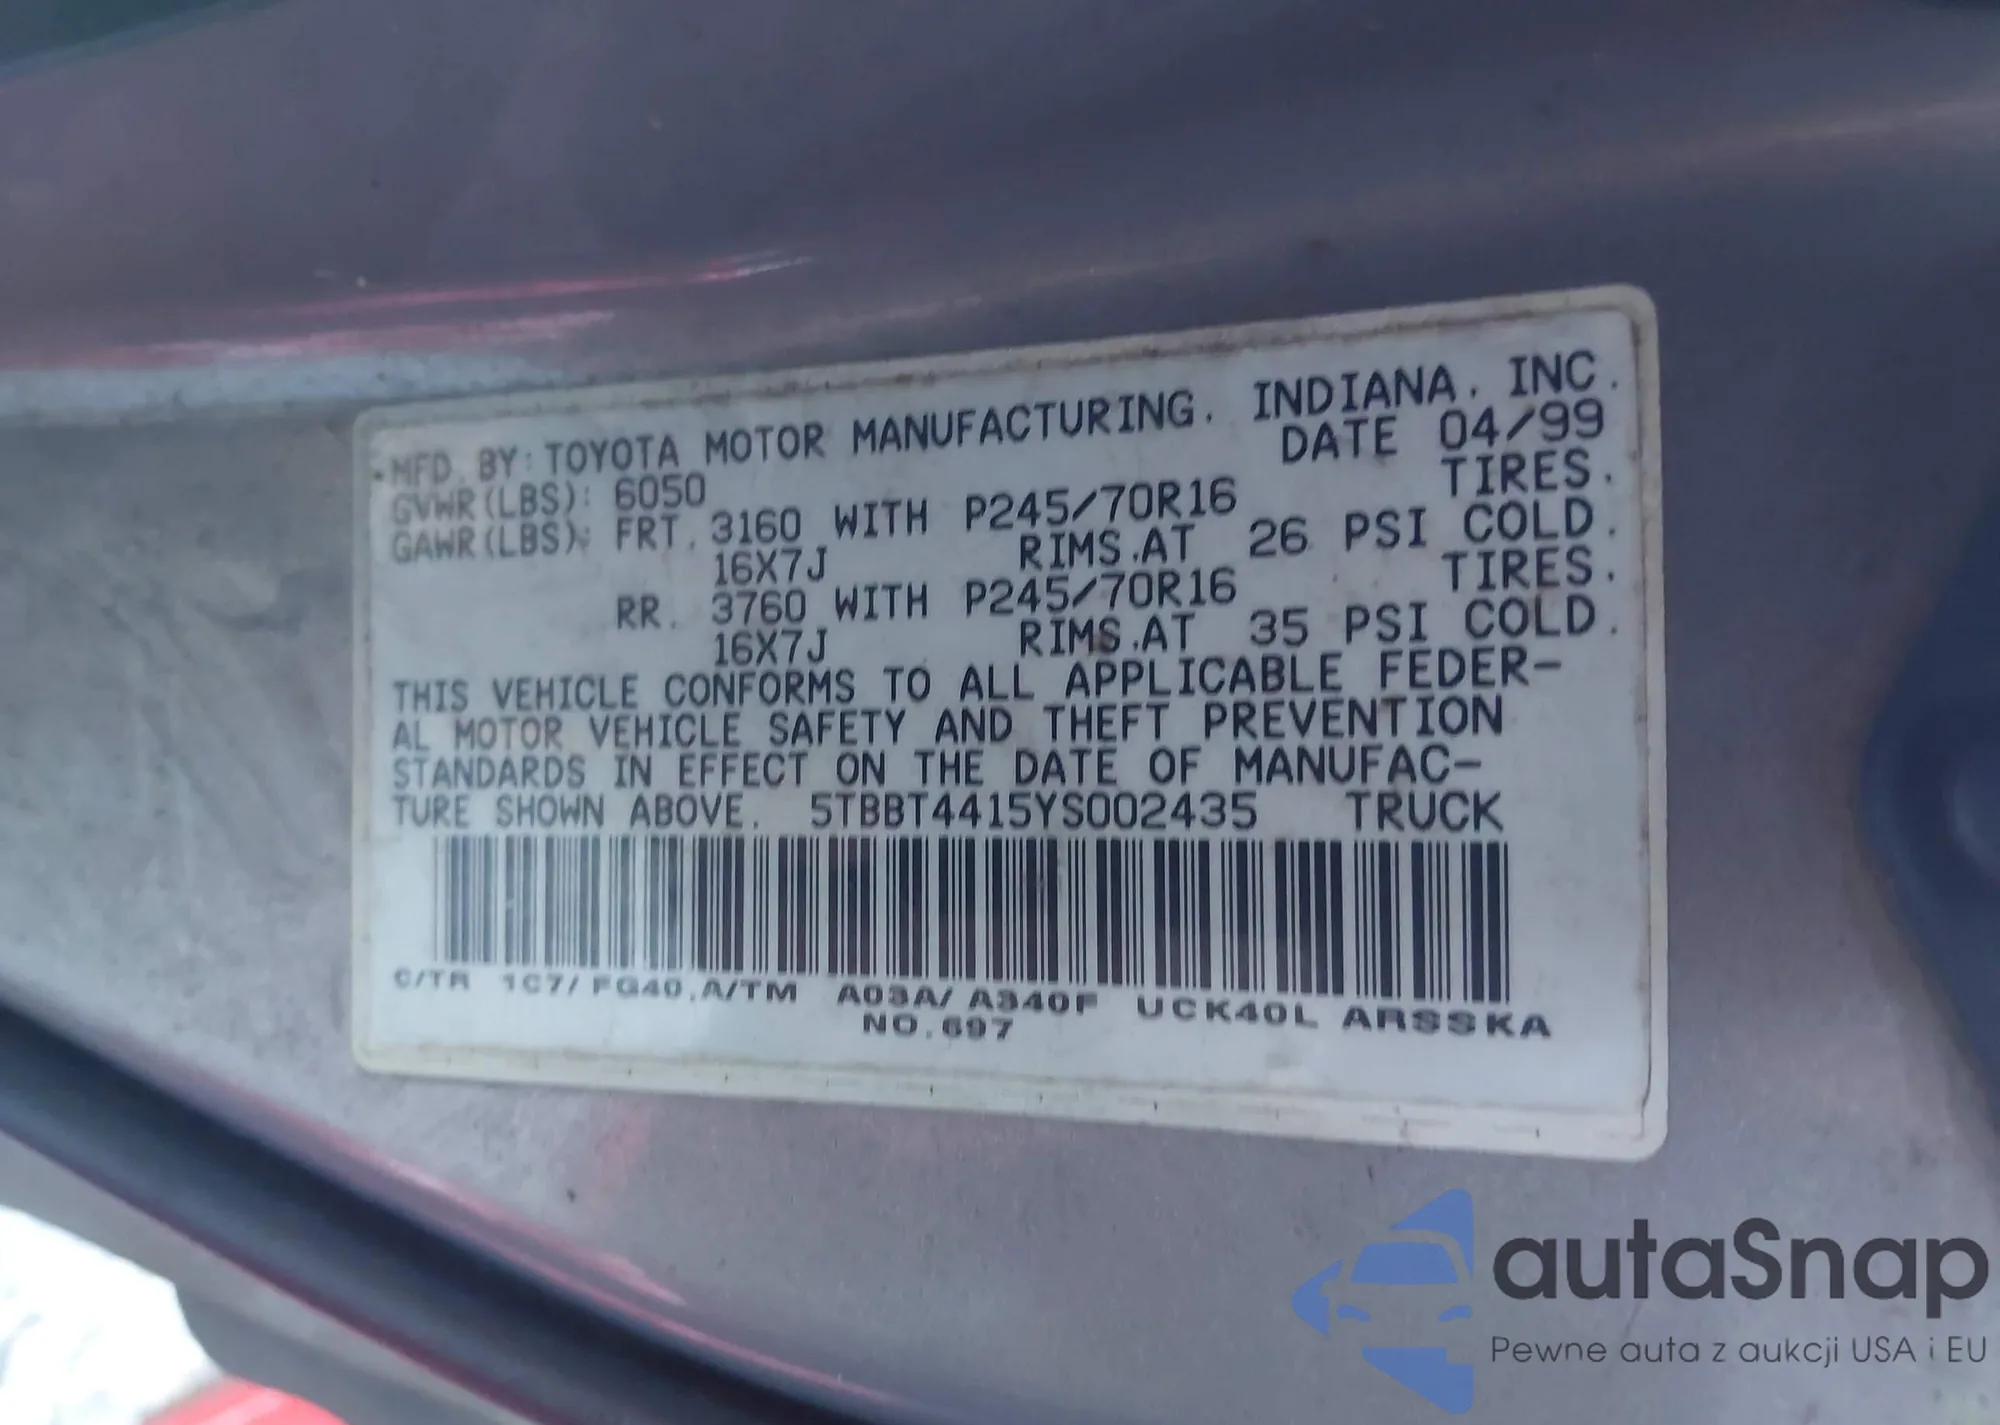 MFD. BY: TOYOTA MOTOR MANUFACTURING. INDIANA. INC.
DATE 04/99
GVWR(LBS): 6050
GAWR(LBS): FRT. 3160 WITH P245/70R16 TIRES.
16X7J RIMS.AT 26 PSI COLD.
RR. 3760 WITH P245/70R16 TIRES.
16X7J RIMS.AT 35 PSI COLD.
THIS VEHICLE CONFORMS TO ALL APPLICABLE FEDER-
AL MOTOR VEHICLE SAFETY AND THEFT PREVENTION
STANDARDS IN EFFECT ON THE DATE OF MANUFAC-
TURE SHOWN ABOVE. 5TBBT4415YS002435 TRUCK
C/TR 1C7/FG40.A/TM A03A/A340F UCK40L ARSSKA
NO.697
autaSnap
Pewne auta z aukcji USA i EU